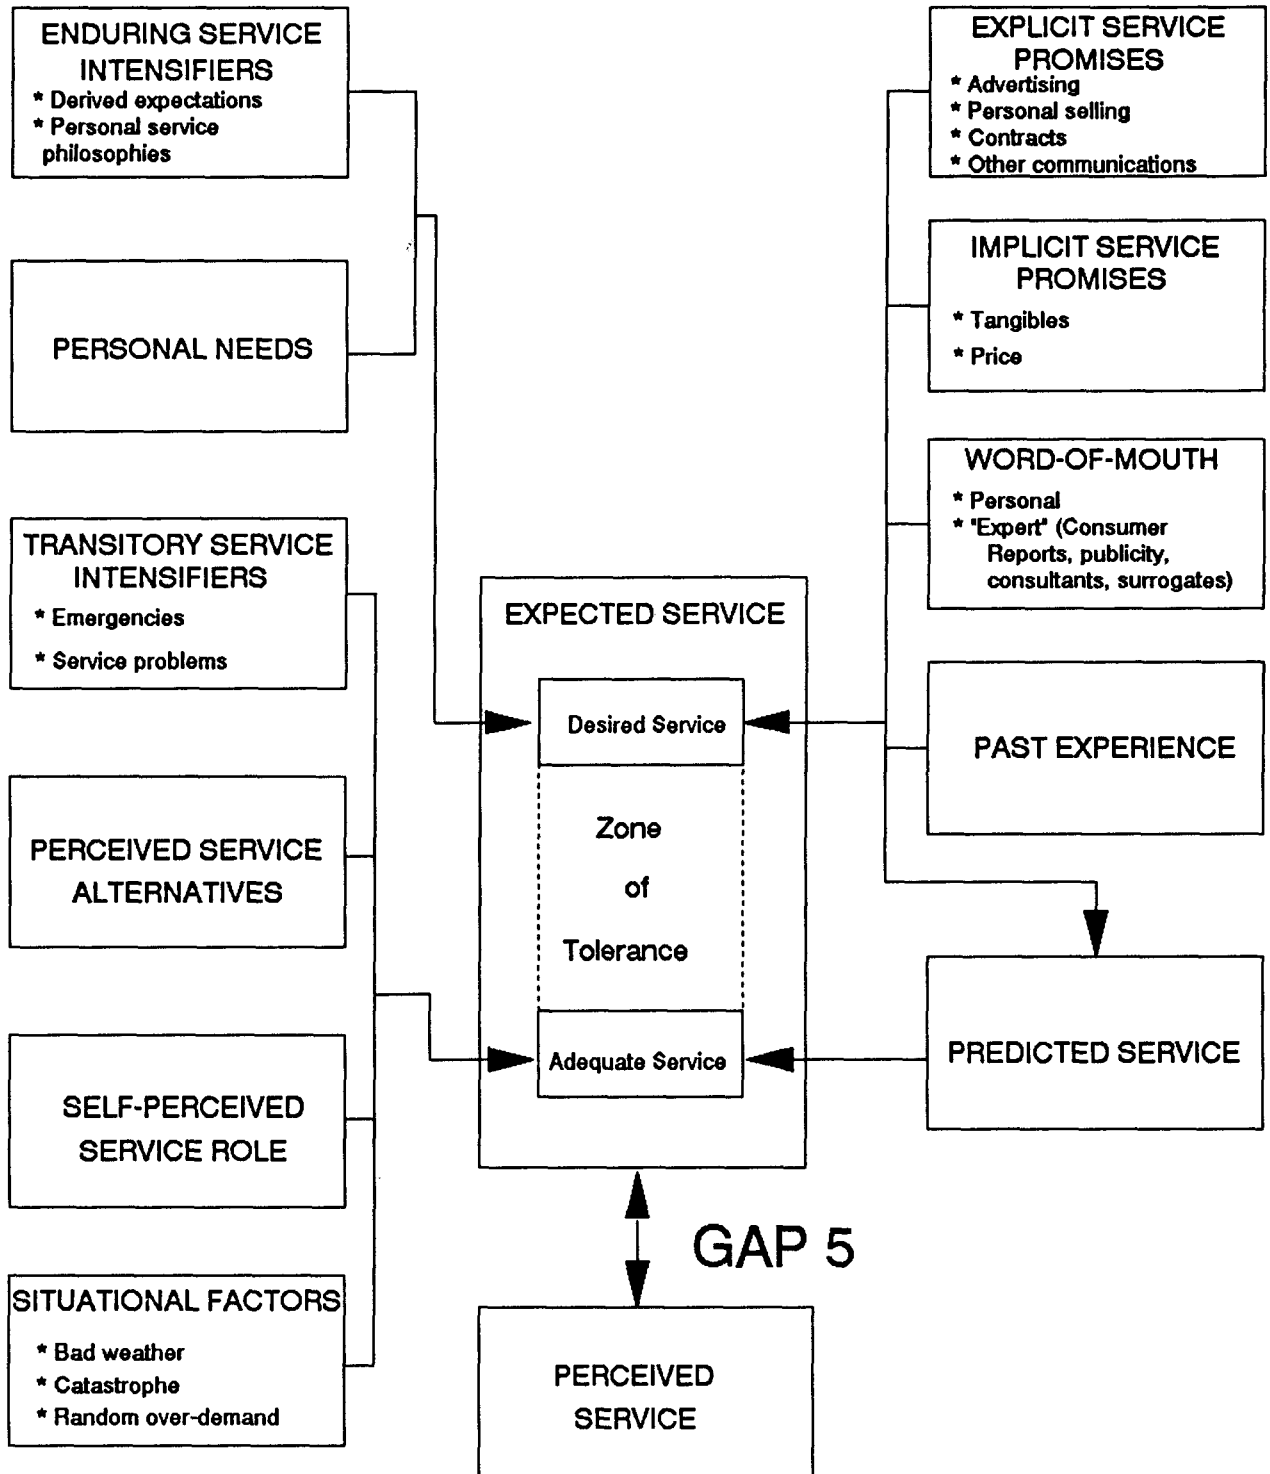 ENDURING SERVICE
INTENSIFIERS
* Derived expectations
* Personal service
philosophies
PERSONAL NEEDS
TRANSITORY SERVICE
INTENSIFIERS
* Emergencies
* Service problems
PERCEIVED SERVICE
ALTERNATIVES
SELF-PERCEIVED
SERVICE ROLE
SITUATIONAL FACTORS
* Bad weather
* Catastrophe
* Random over-demand
EXPECTED SERVICE
Desired Service
Zone
of
Tolerance
Adequate Service
GAP 5
PERCEIVED
SERVICE
EXPLICIT SERVICE
PROMISES
* Advertising
* Personal selling
* Contracts
* Other communications
IMPLICIT SERVICE
PROMISES
* Tangibles
* Price
WORD-OF-MOUTH
* Personal
* "Expert" (Consumer
Reports, publicity,
consultants, surrogates)
PAST EXPERIENCE
PREDICTED SERVICE